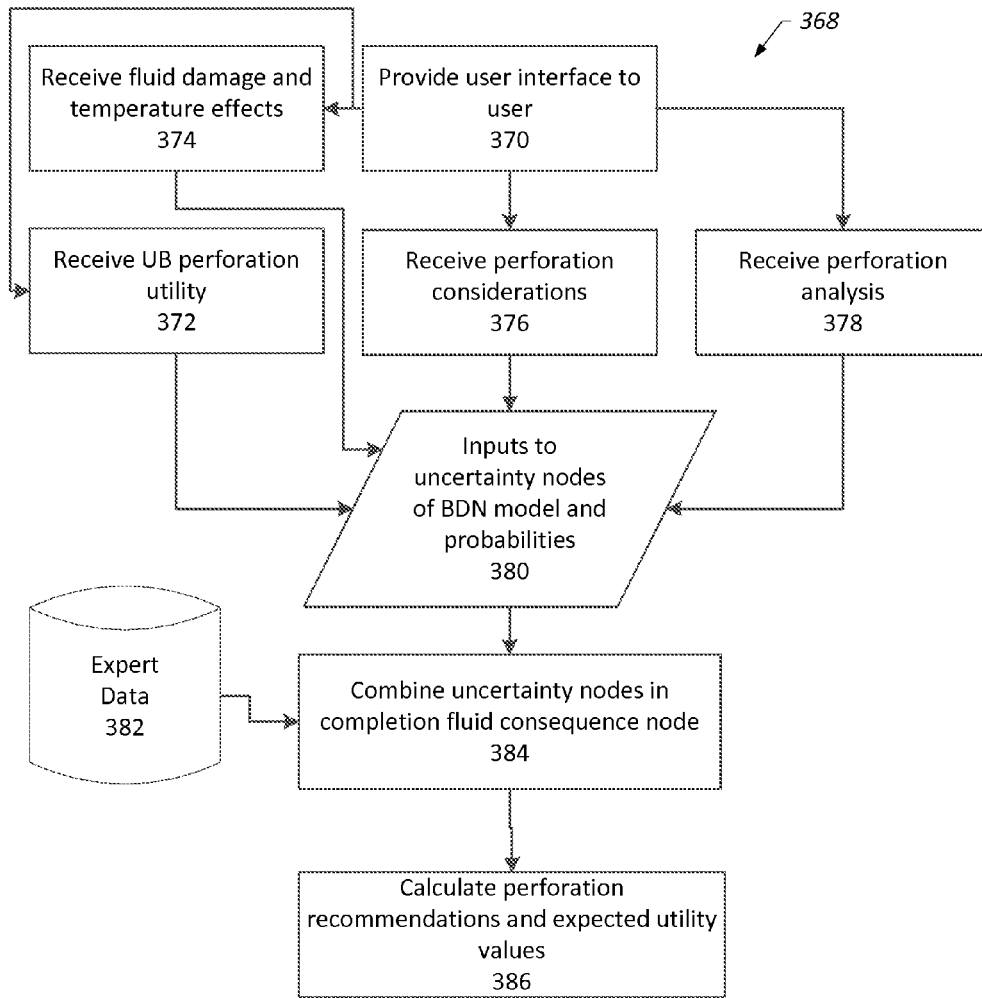 368
Receive fluid damage and
temperature effects
374
Provide user interface to
user
370
Receive UB perforation
utility
372
Receive perforation
considerations
376
Receive perforation
analysis
378
Inputs to
uncertainty nodes
of BDN model and
probabilities
380
Expert
Data
382
Combine uncertainty nodes in
completion fluid consequence node
384
Calculate perforation
recommendations and expected utility
values
386